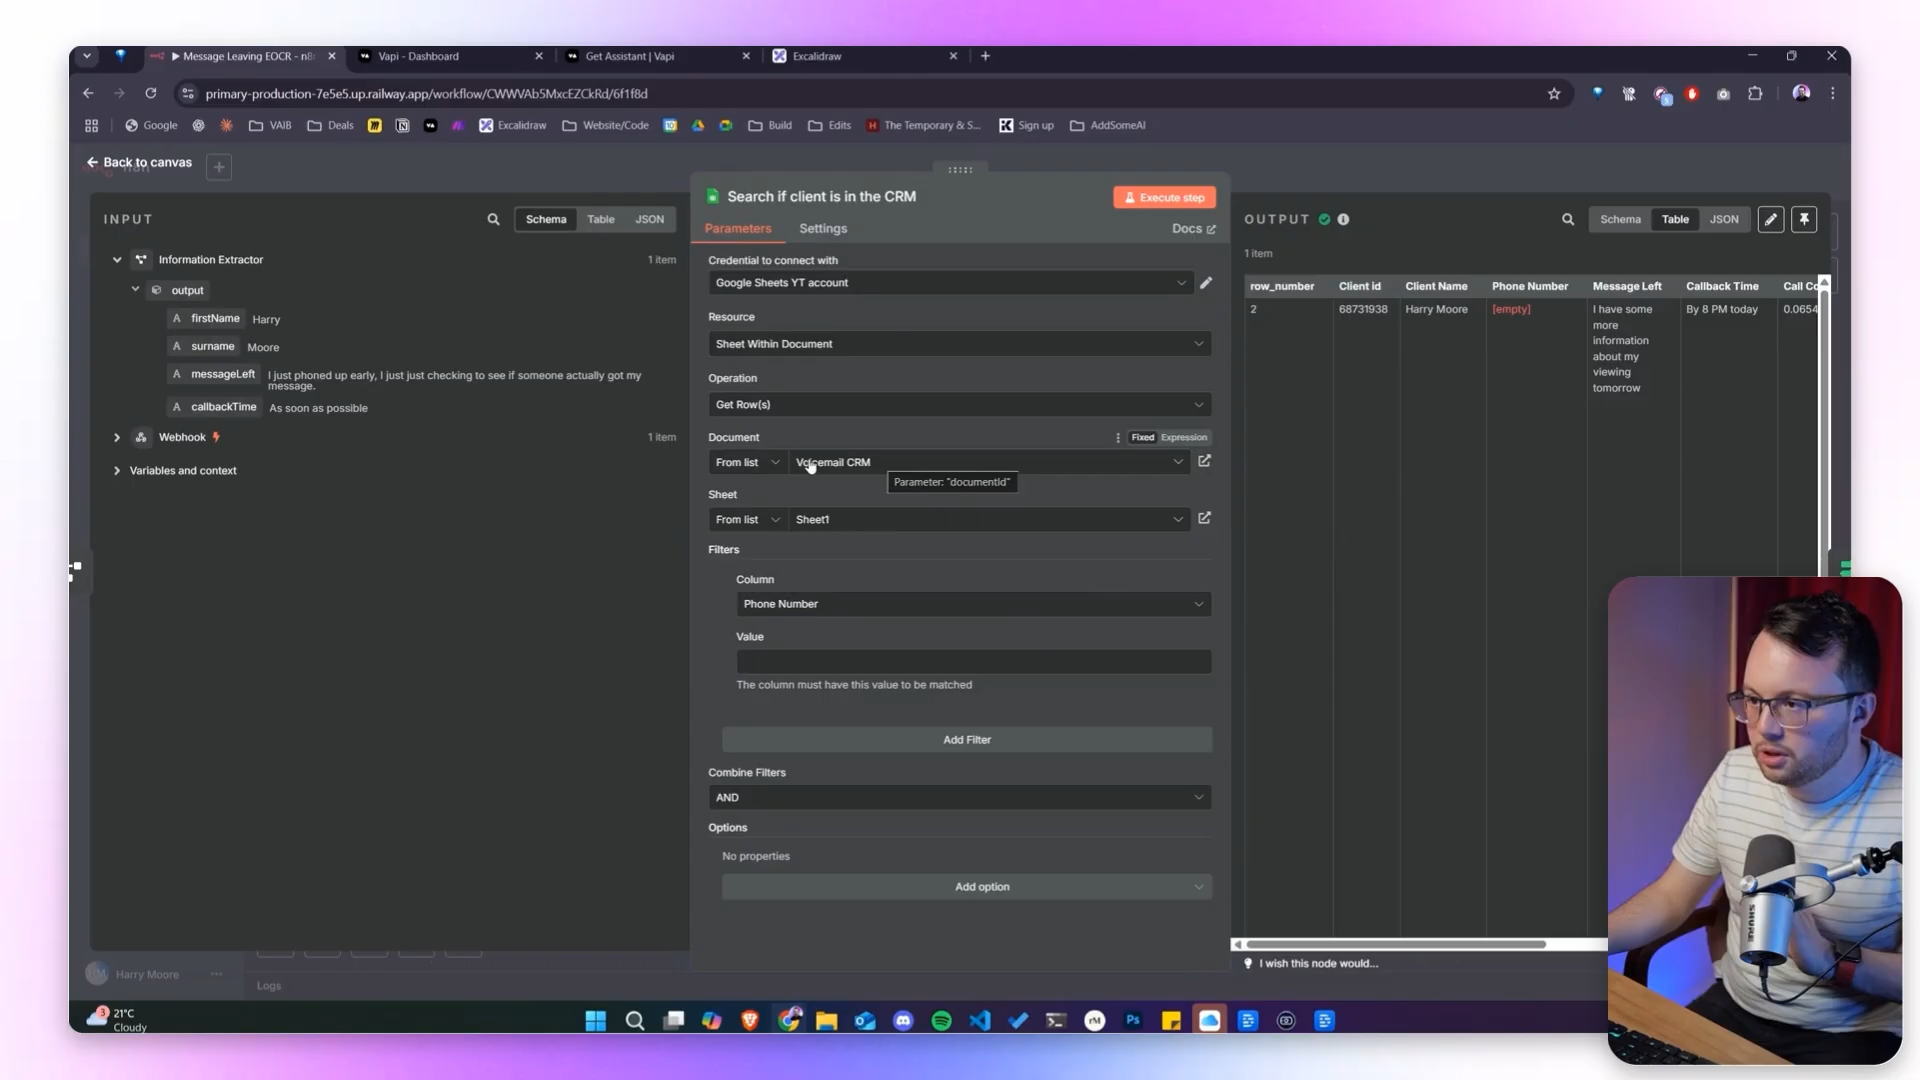 Message Leaving EOCR - n8
Vapi - Dashboard
Get Assistant | Vapi
Excalidraw
primary-production-7e5e5.up.railway.app/workflow/CWWVAb5MxcEZCkRd/6f1f8d
Google
VAIB
Deals
Excalidraw
Website/Code
Build
Edits
The Temporary & S...
Sign up
AddSomeAI
Back to canvas
INPUT
Schema
Table
JSON
Information Extractor
1 item
output
A firstName Harry
A surname Moore
A messageLeft I just phoned up early, I just just checking to see if someone actually got my
message.
A callbackTime As soon as possible
Webhook
1 item
Variables and context
Search if client is in the CRM
Execute step
Parameters
Settings
Docs
Credential to connect with
Google Sheets YT account
Resource
Sheet Within Document
Operation
Get Row(s)
Document
Fixed Expression
From list
Voicemail CRM
Parameter: "documentId"
Sheet
From list
Sheet1
Filters
Column
Phone Number
Value
The column must have this value to be matched
Add Filter
Combine Filters
AND
Options
No properties
Add option
OUTPUT
Schema
Table
JSON
1 item
row_number Client id Client Name Phone Number Message Left Callback Time Call Co
2 68731938 Harry Moore [empty] I have some By 8 PM today 0.0654
more
information
about my
viewing
tomorrow
I wish this node would...
HM Harry Moore
Logs
3
21°C
Cloudy
rM
Ps
SHURE